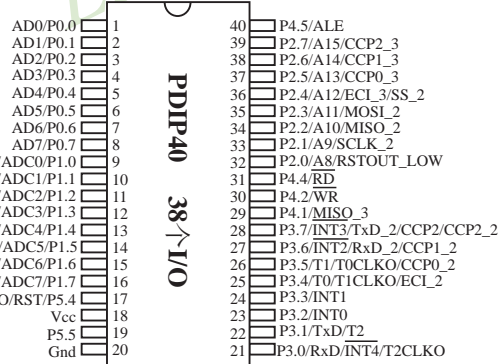 AD0/P0.0 1 40 P4.5/ALE
AD1/P0.1 2 39 P2.7/A15/CCP2_3
AD2/P0.2 3 38 P2.6/A14/CCP1_3
AD3/P0.3 4 37 P2.5/A13/CCP0_3
AD4/P0.4 5 36 P2.4/A12/ECI_3/SS_2
AD5/P0.5 6 35 P2.3/A11/MOSI_2
AD6/P0.6 7 34 P2.2/A10/MISO_2
AD7/P0.7 8 33 P2.1/A9/SCLK_2
/ADC0/P1.0 9 32 P2.0/A8/RSTOUT_LOW
/ADC1/P1.1 10 31 P4.4/RD
/ADC2/P1.2 11 30 P4.2/WR
/ADC3/P1.3 12 29 P4.1/MISO_3
/ADC4/P1.4 13 28 P3.7/INT3/TxD_2/CCP2/CCP2_2
/ADC5/P1.5 14 27 P3.6/INT2/RxD_2/CCP1_2
/ADC6/P1.6 15 26 P3.5/T1/T0CLKO/CCP0_2
/ADC7/P1.7 16 25 P3.4/T0/T1CLKO/ECI_2
O/RST/P5.4 17 24 P3.3/INT1
Vcc 18 23 P3.2/INT0
P5.5 19 22 P3.1/TxD/T2
Gnd 20 21 P3.0/RxD/INT4/T2CLKO
PDIP40 38个I/O